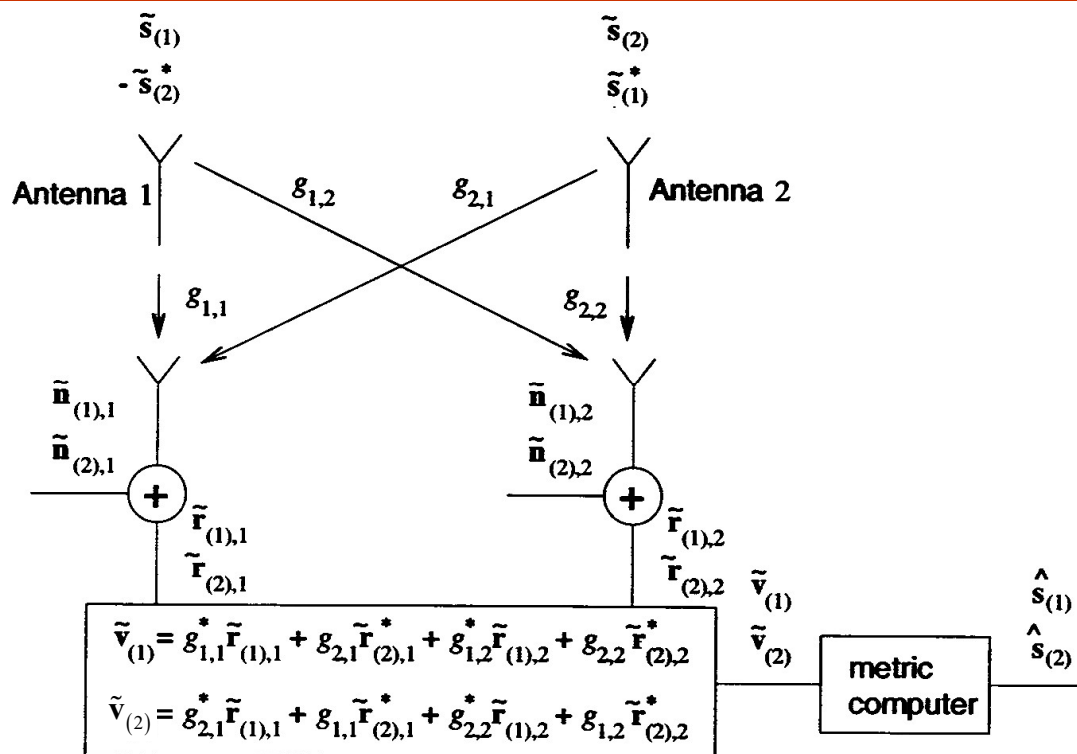 s̃₍₁₎ s̃₍₂₎
- s̃*₍₂₎ s̃*₍₁₎
Antenna 1 g₁,₂ g₂,₁ Antenna 2
g₁,₁ g₂,₂
ñ₍₁₎,₁ ñ₍₁₎,₂
ñ₍₂₎,₁ ñ₍₂₎,₂
+ +
r̃₍₁₎,₁ r̃₍₁₎,₂
r̃₍₂₎,₁ r̃₍₂₎,₂
ṽ₍₁₎ ŝ₍₁₎
ṽ₍₂₎ ŝ₍₂₎
ṽ₍₁₎ = g*₁,₁ r̃₍₁₎,₁ + g₂,₁ r̃*₍₂₎,₁ + g*₁,₂ r̃₍₁₎,₂ + g₂,₂ r̃*₍₂₎,₂
ṽ₍₂₎ = g*₂,₁ r̃₍₁₎,₁ + g₁,₁ r̃*₍₂₎,₁ + g*₂,₂ r̃₍₁₎,₂ + g₁,₂ r̃*₍₂₎,₂
metric
computer